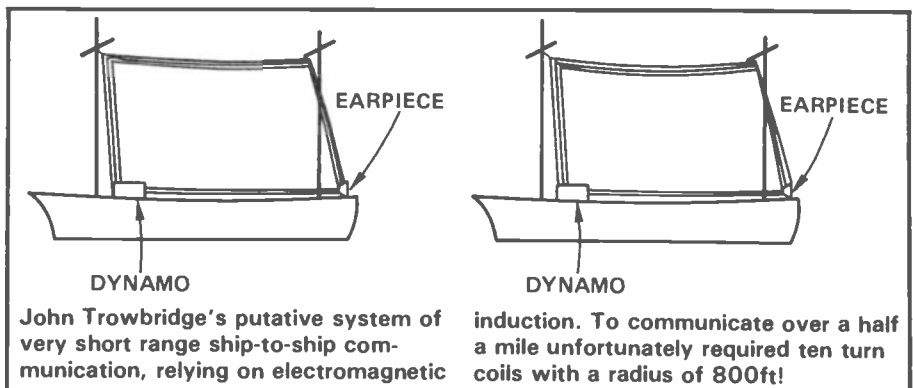 EARPIECE
EARPIECE
DYNAMO
DYNAMO
John Trowbridge's putative system of
very short range ship-to-ship com-
munication, relying on electromagnetic
induction. To communicate over a half
a mile unfortunately required ten turn
coils with a radius of 800ft!